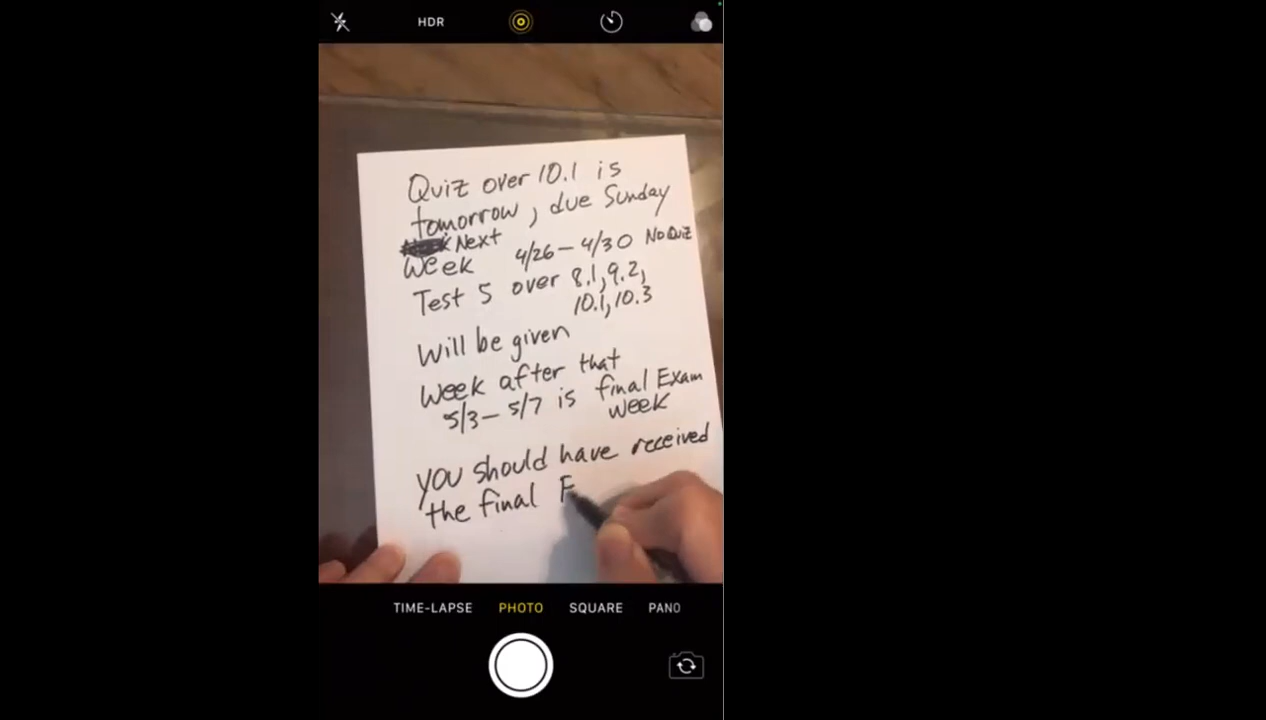 HDR
Quiz over 10.1 is
tomorrow, due Sunday
Next
Week 4/26 - 4/30 No Quiz
Test 5 over 8.1, 9.2,
10.1, 10.3
Will be given
Week after that
5/3 - 5/7 is final Exam
week
you should have received
the final E
TIME-LAPSE PHOTO SQUARE PANO